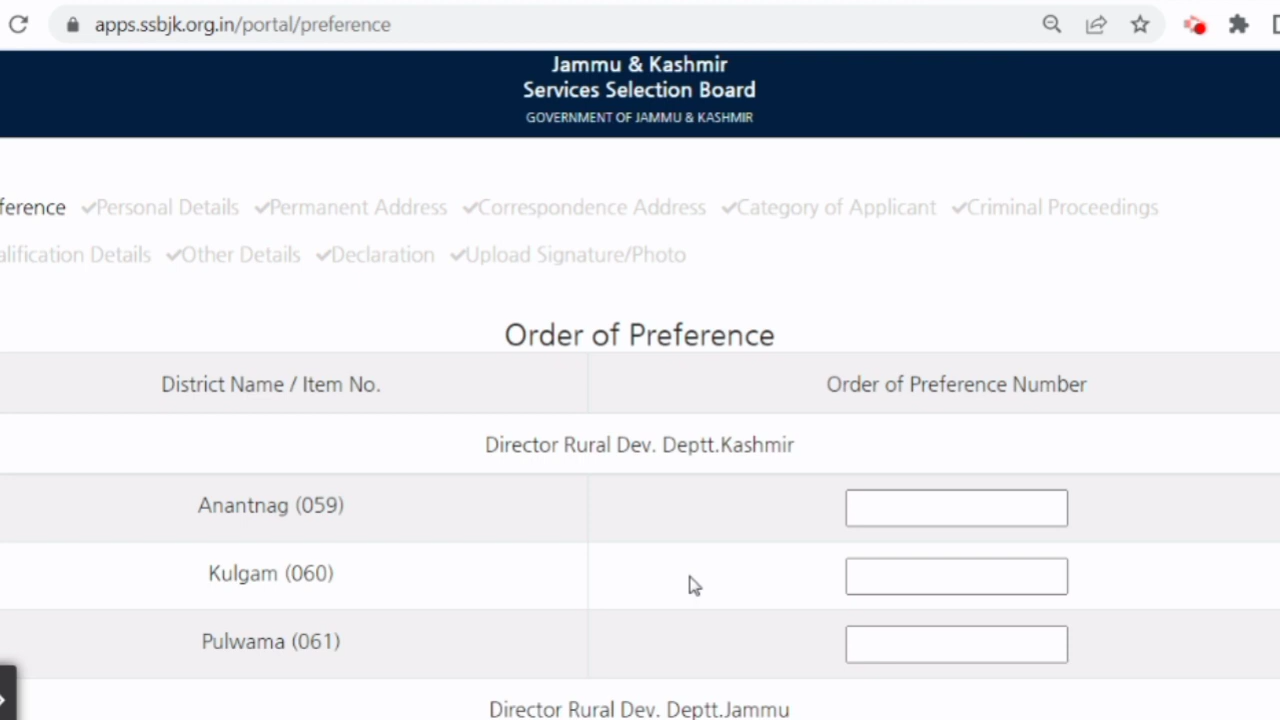 apps.ssbjk.org.in/portal/preference
Jammu & Kashmir
Services Selection Board
GOVERNMENT OF JAMMU & KASHMIR
ference ✔Personal Details ✔Permanent Address ✔Correspondence Address ✔Category of Applicant ✔Criminal Proceedings
alification Details ✔Other Details ✔Declaration ✔Upload Signature/Photo
Order of Preference
District Name / Item No. Order of Preference Number
Director Rural Dev. Deptt.Kashmir
Anantnag (059)
Kulgam (060)
Pulwama (061)
Director Rural Dev. Deptt.Jammu